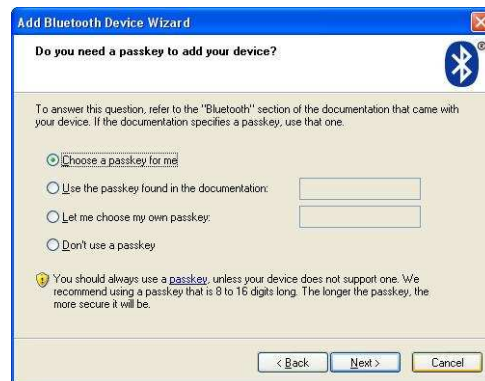 Add Bluetooth Device Wizard
Do you need a passkey to add your device?
To answer this question, refer to the "Bluetooth" section of the documentation that came with
your device. If the documentation specifies a passkey, use that one.
Choose a passkey for me
Use the passkey found in the documentation:
Let me choose my own passkey:
Don't use a passkey
You should always use a passkey, unless your device does not support one. We
recommend using a passkey that is 8 to 16 digits long. The longer the passkey, the
more secure it will be.
< Back
Next >
Cancel